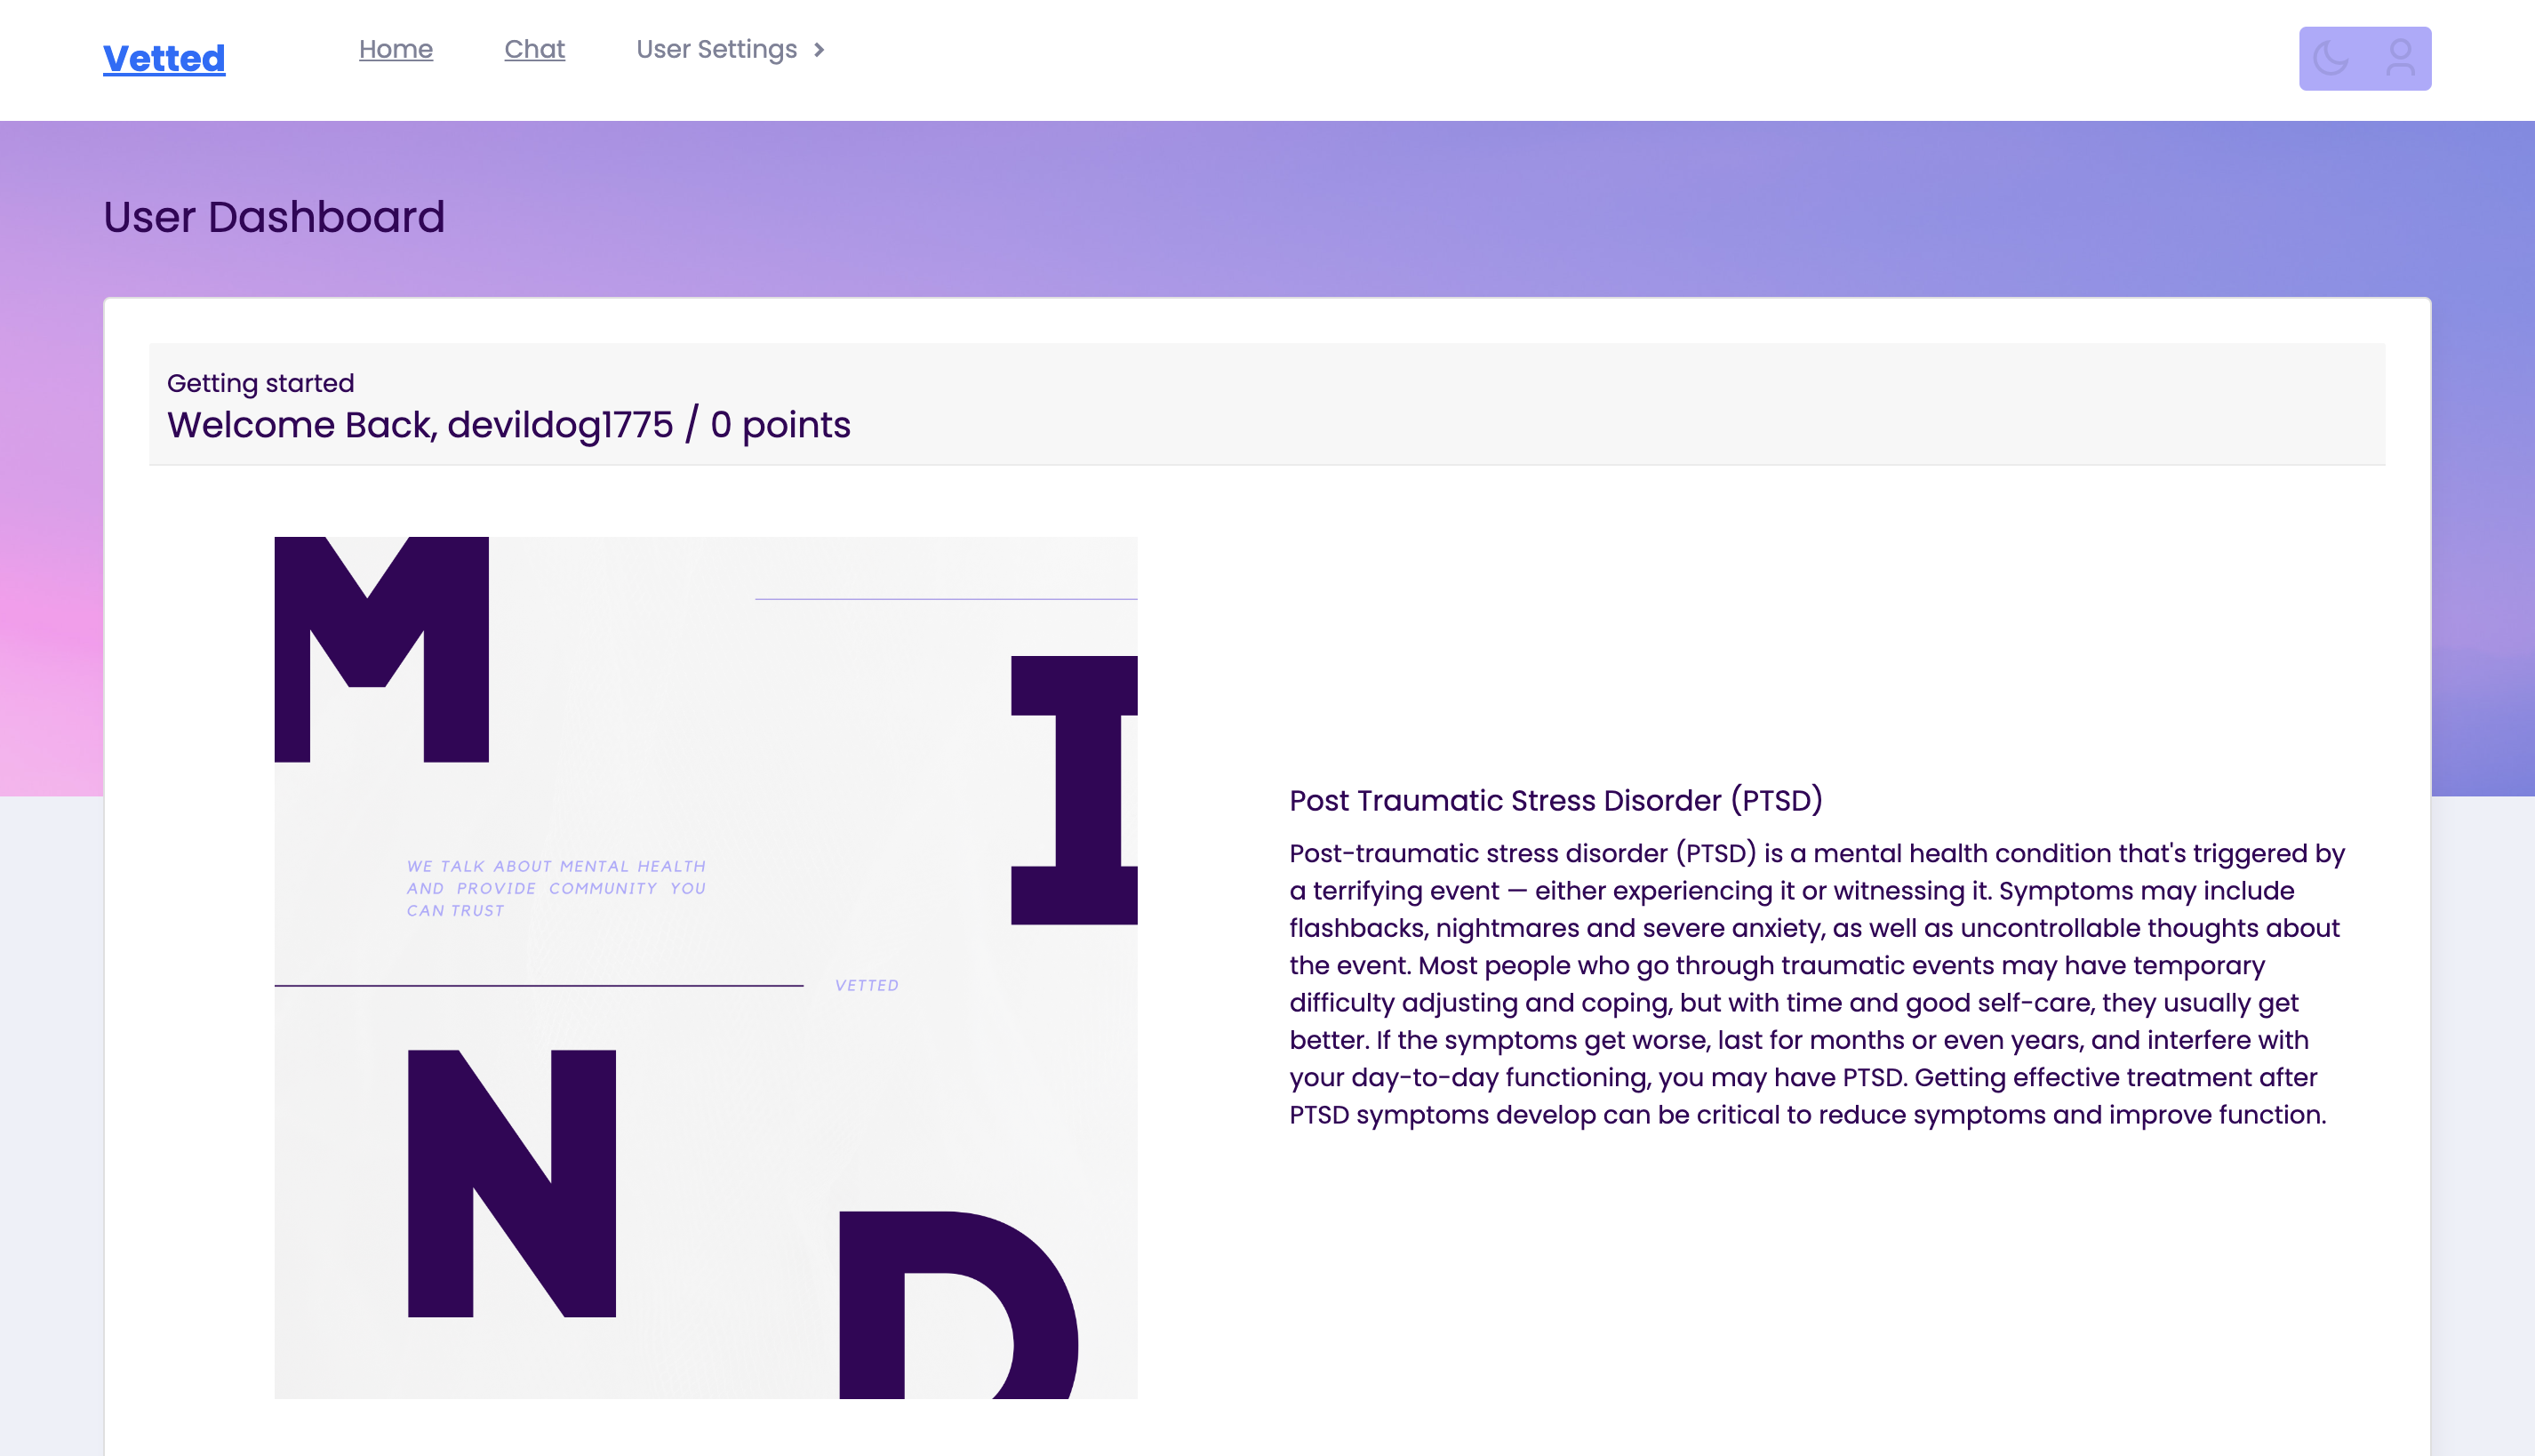 Vetted
Home
Chat
User Settings
User Dashboard
Getting started
Welcome Back, devildog1775 / 0 points
M
I
WE TALK ABOUT MENTAL HEALTH
AND PROVIDE COMMUNITY YOU
CAN TRUST
VETTED
N
D
Post Traumatic Stress Disorder (PTSD)
Post-traumatic stress disorder (PTSD) is a mental health condition that's triggered by
a terrifying event — either experiencing it or witnessing it. Symptoms may include
flashbacks, nightmares and severe anxiety, as well as uncontrollable thoughts about
the event. Most people who go through traumatic events may have temporary
difficulty adjusting and coping, but with time and good self-care, they usually get
better. If the symptoms get worse, last for months or even years, and interfere with
your day-to-day functioning, you may have PTSD. Getting effective treatment after
PTSD symptoms develop can be critical to reduce symptoms and improve function.